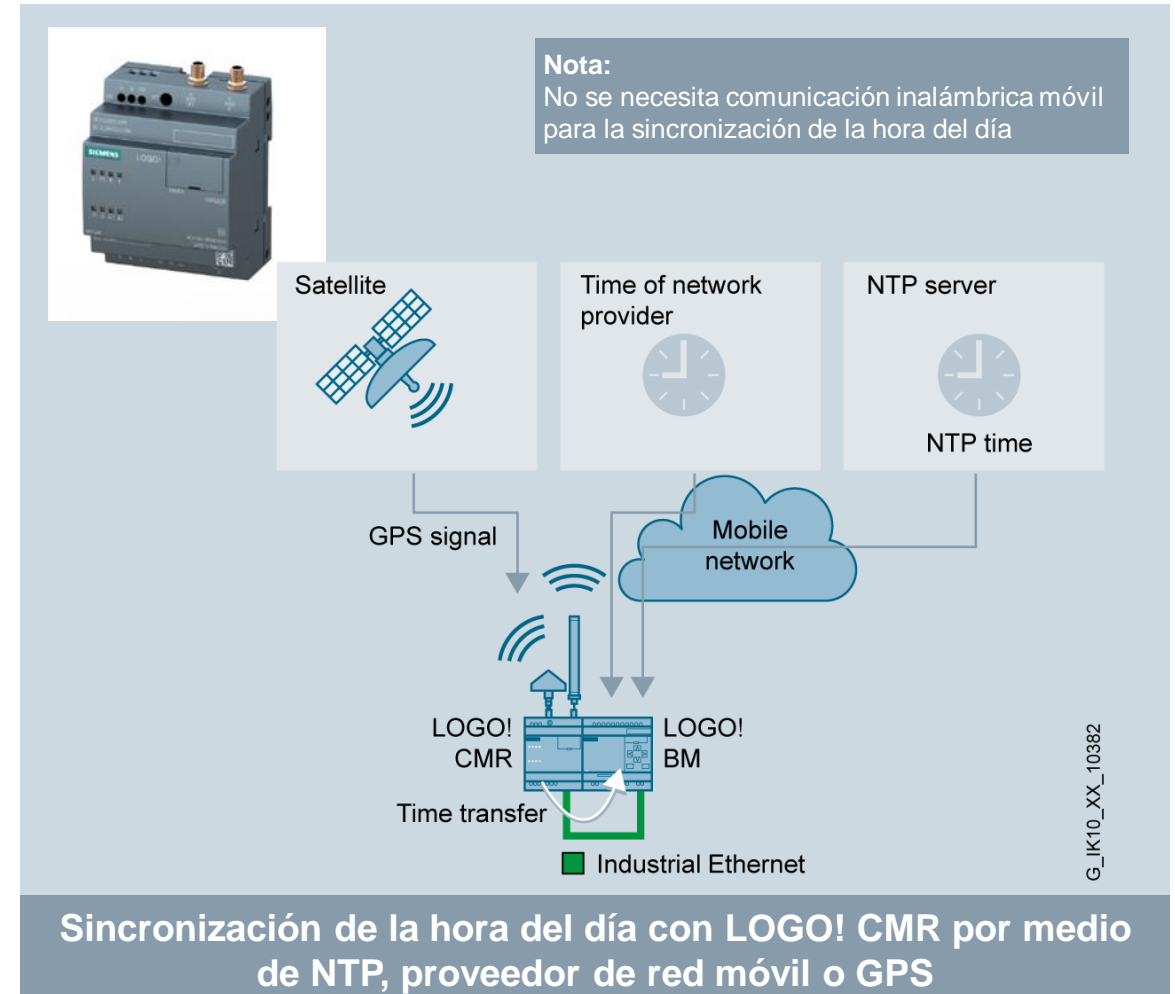 Nota:
No se necesita comunicación inalámbrica móvil
para la sincronización de la hora del día
SIEMENS
LOGO!
Satellite
Time of network
provider
NTP server
NTP time
GPS signal
Mobile
network
LOGO!
CMR
LOGO!
BM
Time transfer
Industrial Ethernet
G_IK10_XX_10382
Sincronización de la hora del día con LOGO! CMR por medio
de NTP, proveedor de red móvil o GPS